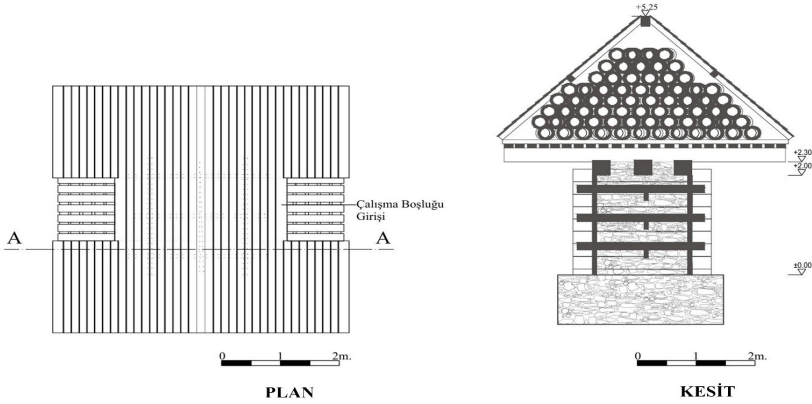 +5.25
+2.30
+2.00
±0.00
Çalışma Boşluğu
Girişi
A A
0 1 2m.
0 1 2m.
PLAN
KESİT